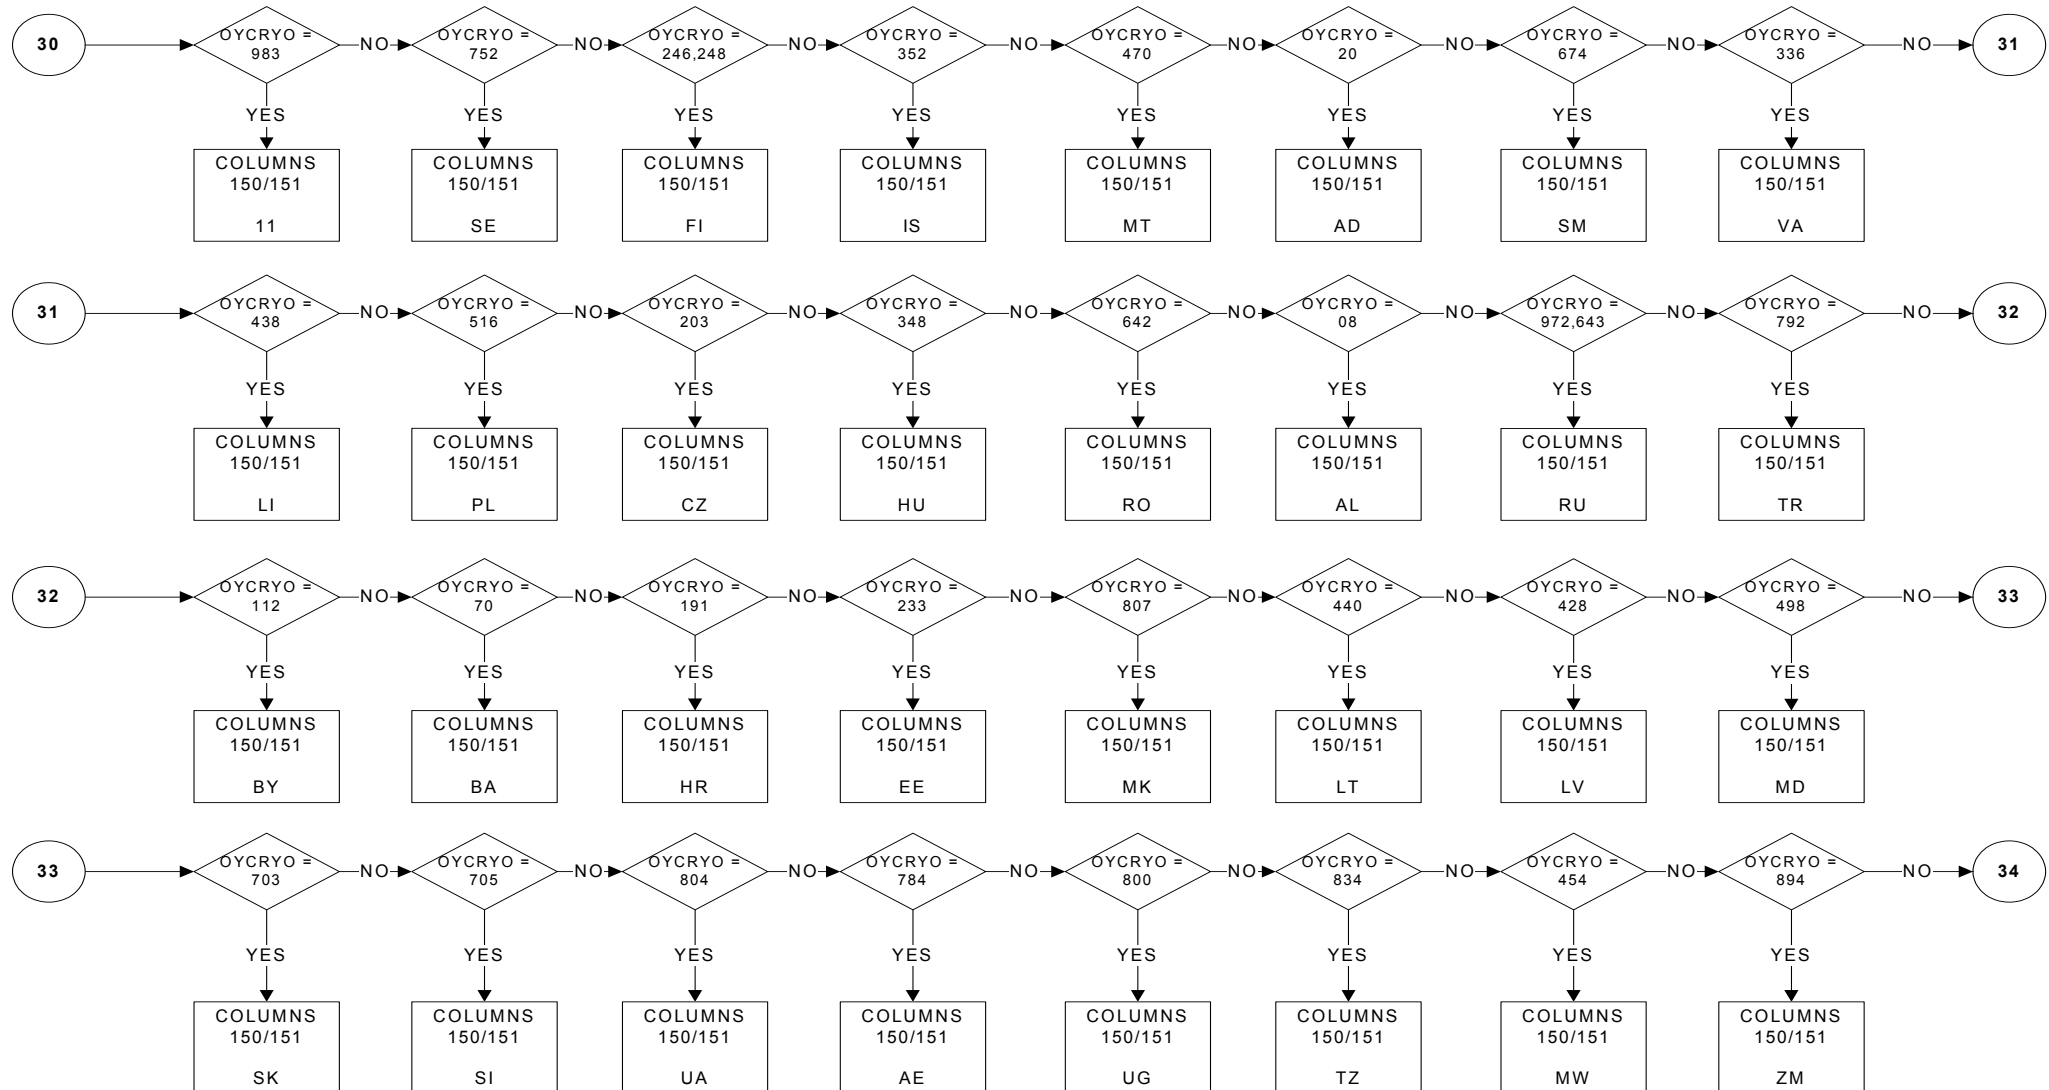 30
OYCRYO =
983
NO
OYCRYO =
752
NO
OYCRYO =
246,248
NO
OYCRYO =
352
NO
OYCRYO =
470
NO
OYCRYO =
20
NO
OYCRYO =
674
NO
OYCRYO =
336
NO
31
YES
YES
YES
YES
YES
YES
YES
YES
COLUMNS
150/151
11
COLUMNS
150/151
SE
COLUMNS
150/151
FI
COLUMNS
150/151
IS
COLUMNS
150/151
MT
COLUMNS
150/151
AD
COLUMNS
150/151
SM
COLUMNS
150/151
VA
31
OYCRYO =
438
NO
OYCRYO =
516
NO
OYCRYO =
203
NO
OYCRYO =
348
NO
OYCRYO =
642
NO
OYCRYO =
08
NO
OYCRYO =
972,643
NO
OYCRYO =
792
NO
32
YES
YES
YES
YES
YES
YES
YES
YES
COLUMNS
150/151
LI
COLUMNS
150/151
PL
COLUMNS
150/151
CZ
COLUMNS
150/151
HU
COLUMNS
150/151
RO
COLUMNS
150/151
AL
COLUMNS
150/151
RU
COLUMNS
150/151
TR
32
OYCRYO =
112
NO
OYCRYO =
70
NO
OYCRYO =
191
NO
OYCRYO =
233
NO
OYCRYO =
807
NO
OYCRYO =
440
NO
OYCRYO =
428
NO
OYCRYO =
498
NO
33
YES
YES
YES
YES
YES
YES
YES
YES
COLUMNS
150/151
BY
COLUMNS
150/151
BA
COLUMNS
150/151
HR
COLUMNS
150/151
EE
COLUMNS
150/151
MK
COLUMNS
150/151
LT
COLUMNS
150/151
LV
COLUMNS
150/151
MD
33
OYCRYO =
703
NO
OYCRYO =
705
NO
OYCRYO =
804
NO
OYCRYO =
784
NO
OYCRYO =
800
NO
OYCRYO =
834
NO
OYCRYO =
454
NO
OYCRYO =
894
NO
34
YES
YES
YES
YES
YES
YES
YES
YES
COLUMNS
150/151
SK
COLUMNS
150/151
SI
COLUMNS
150/151
UA
COLUMNS
150/151
AE
COLUMNS
150/151
UG
COLUMNS
150/151
TZ
COLUMNS
150/151
MW
COLUMNS
150/151
ZM